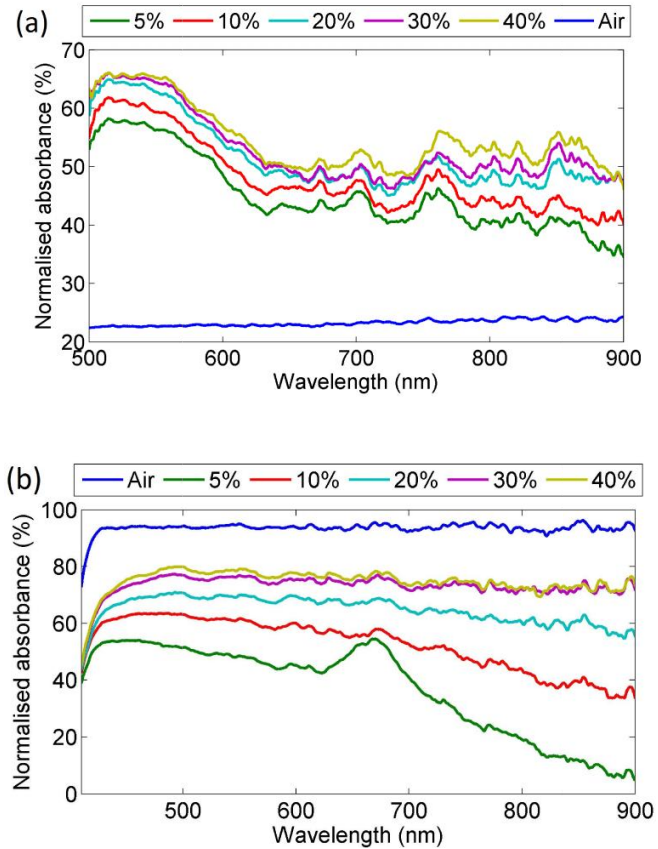 (a)
5% 10% 20% 30% 40% Air
70
60
50
40
30
20
Normalised absorbance (%)
500 600 700 800 900
Wavelength (nm)
(b)
Air 5% 10% 20% 30% 40%
100
80
60
40
20
0
Normalised absorbance (%)
500 600 700 800 900
Wavelength (nm)